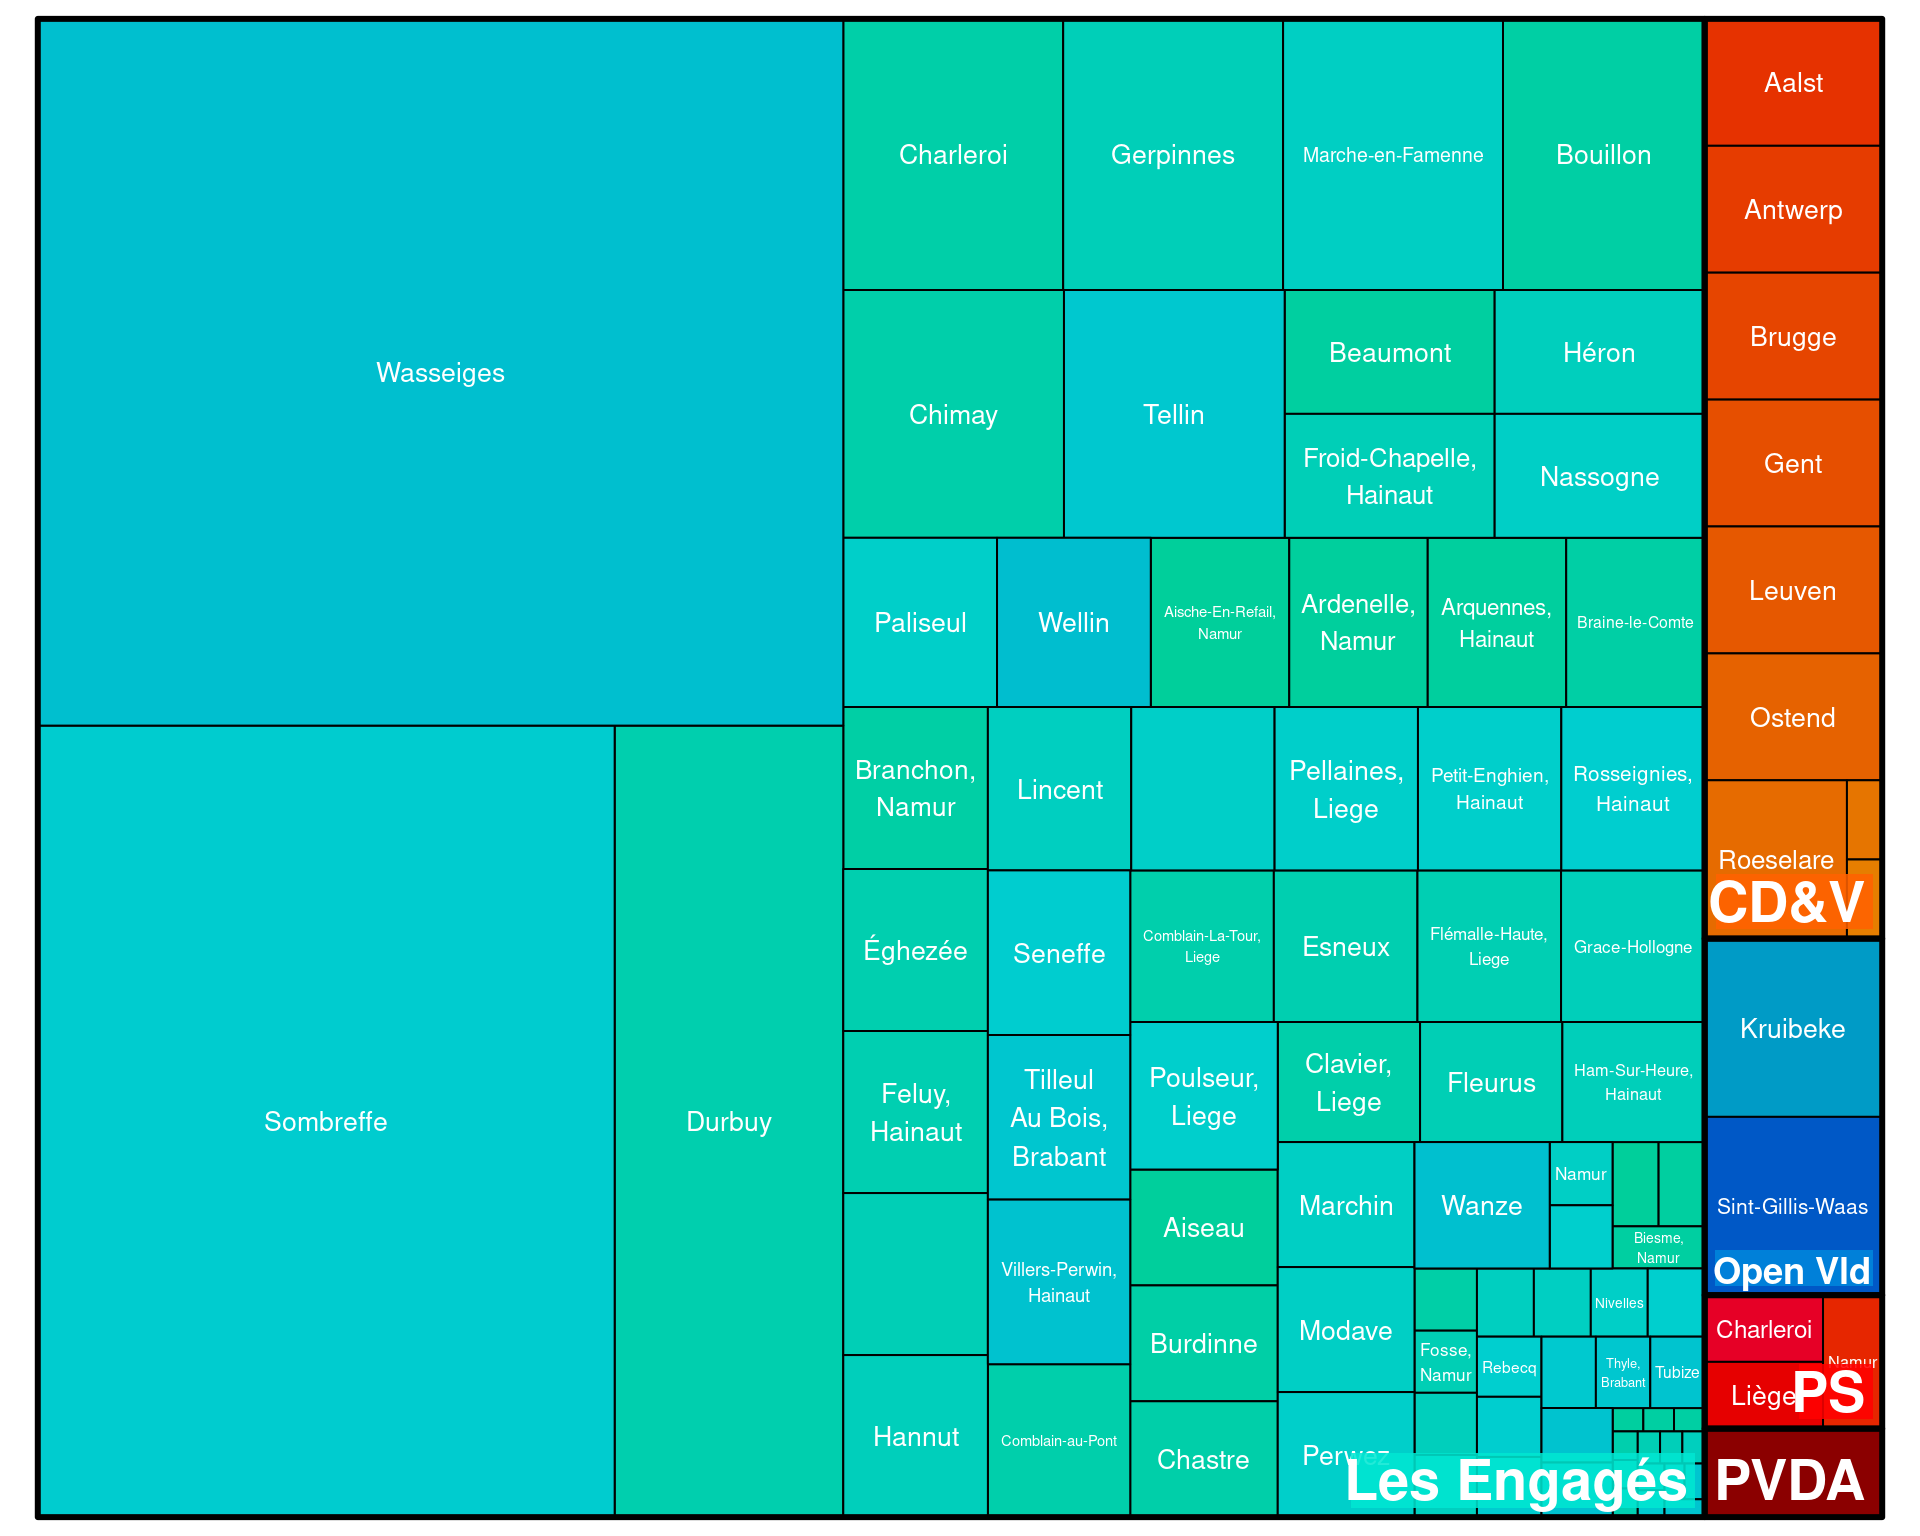 Wasseiges
Sombreffe
Durbuy
Charleroi
Gerpinnes
Marche-en-Famenne
Bouillon
Chimay
Tellin
Beaumont
Héron
Froid-Chapelle,
Hainaut
Nassogne
Paliseul
Wellin
Aische-En-Refail,
Namur
Ardenelle,
Namur
Arquennes,
Hainaut
Braine-le-Comte
Branchon,
Namur
Lincent
Pellaines,
Liege
Petit-Enghien,
Hainaut
Rosseignies,
Hainaut
Éghezée
Seneffe
Comblain-La-Tour,
Liege
Esneux
Flémalle-Haute,
Liege
Grace-Hollogne
Feluy,
Hainaut
Tilleul
Au Bois,
Brabant
Poulseur,
Liege
Clavier,
Liege
Fleurus
Ham-Sur-Heure,
Hainaut
Aiseau
Marchin
Wanze
Namur
Biesme,
Namur
Villers-Perwin,
Hainaut
Burdinne
Modave
Nivelles
Fosse,
Namur
Rebecq
Thyle,
Brabant
Tubize
Hannut
Comblain-au-Pont
Chastre
Perwez
Les Engagés
Aalst
Antwerp
Brugge
Gent
Leuven
Ostend
Roeselare
CD&V
Kruibeke
Sint-Gillis-Waas
Open Vld
Charleroi
Namur
Liège
PS
PVDA